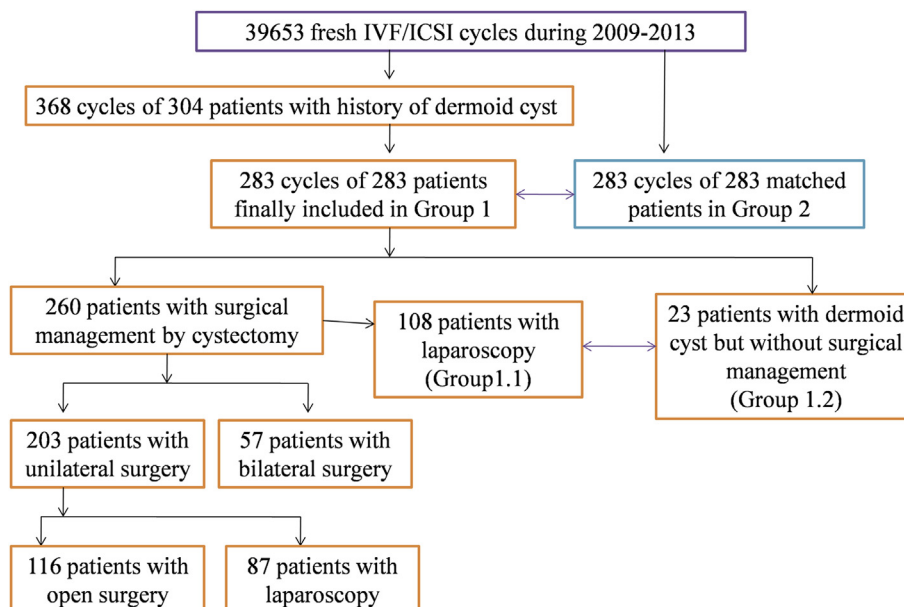 39653 fresh IVF/ICSI cycles during 2009-2013
368 cycles of 304 patients with history of dermoid cyst
283 cycles of 283 patients
finally included in Group 1
283 cycles of 283 matched
patients in Group 2
260 patients with surgical
management by cystectomy
108 patients with
laparoscopy
(Group1.1)
23 patients with dermoid
cyst but without surgical
management
(Group 1.2)
203 patients with
unilateral surgery
57 patients with
bilateral surgery
116 patients with
open surgery
87 patients with
laparoscopy